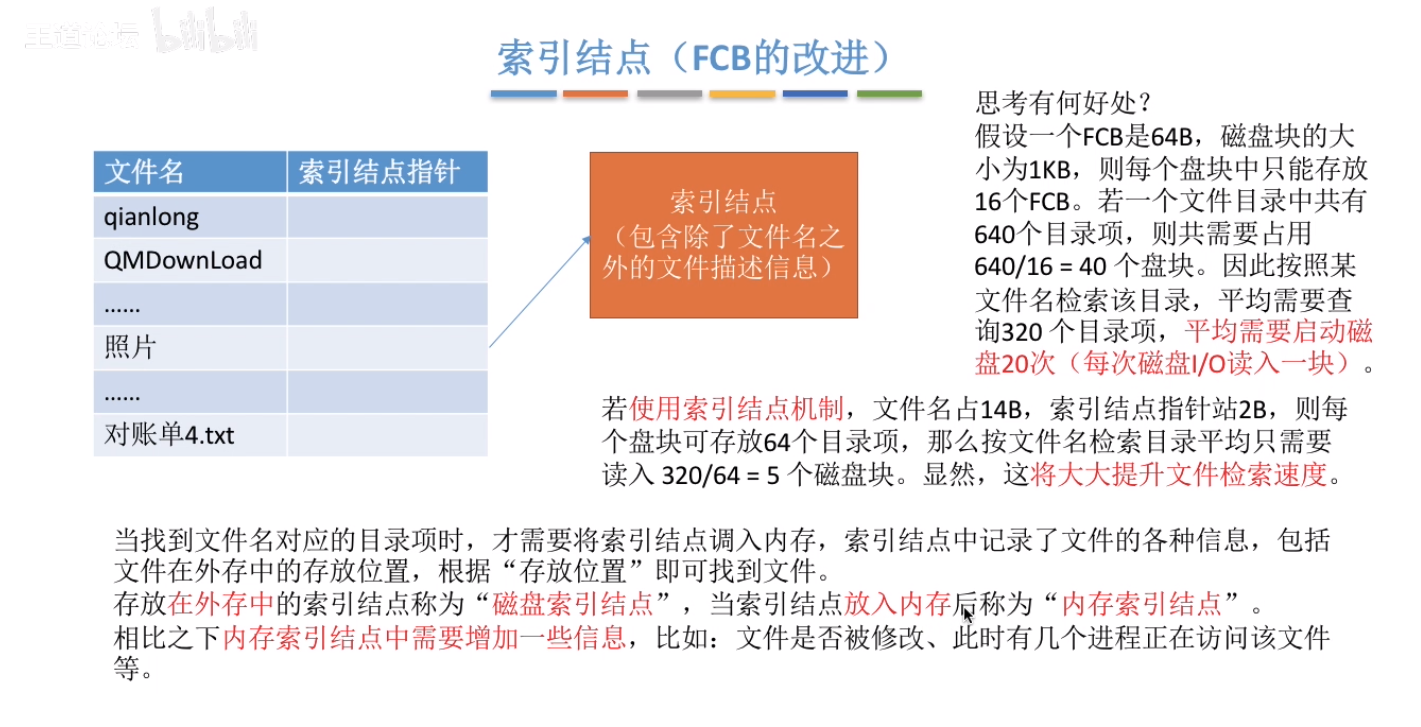 王道论坛 bilibili
索引结点（FCB的改进）
文件名 索引结点指针
qianlong
QMDownLoad
......
照片
......
对账单4.txt
索引结点
（包含除了文件名之
外的文件描述信息）
思考有何好处？
假设一个FCB是64B，磁盘块的大
小为1KB，则每个盘块中只能存放
16个FCB。若一个文件目录中共有
640个目录项，则共需要占用
640/16 = 40 个盘块。因此按照某
文件名检索该目录，平均需要查
询320 个目录项，平均需要启动磁
盘20次（每次磁盘I/O读入一块）。
若使用索引结点机制，文件名占14B，索引结点指针站2B，则每
个盘块可存放64个目录项，那么按文件名检索目录平均只需要
读入 320/64 = 5 个磁盘块。显然，这将大大提升文件检索速度。
当找到文件名对应的目录项时，才需要将索引结点调入内存，索引结点中记录了文件的各种信息，包括
文件在外存中的存放位置，根据“存放位置”即可找到文件。
存放在外存中的索引结点称为“磁盘索引结点”，当索引结点放入内存后称为“内存索引结点”。
相比之下内存索引结点中需要增加一些信息，比如：文件是否被修改、此时有几个进程正在访问该文件
等。